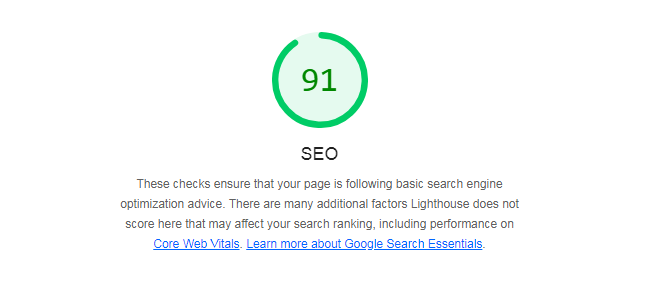 91
SEO
These checks ensure that your page is following basic search engine
optimization advice. There are many additional factors Lighthouse does not
score here that may affect your search ranking, including performance on
Core Web Vitals. Learn more about Google Search Essentials.